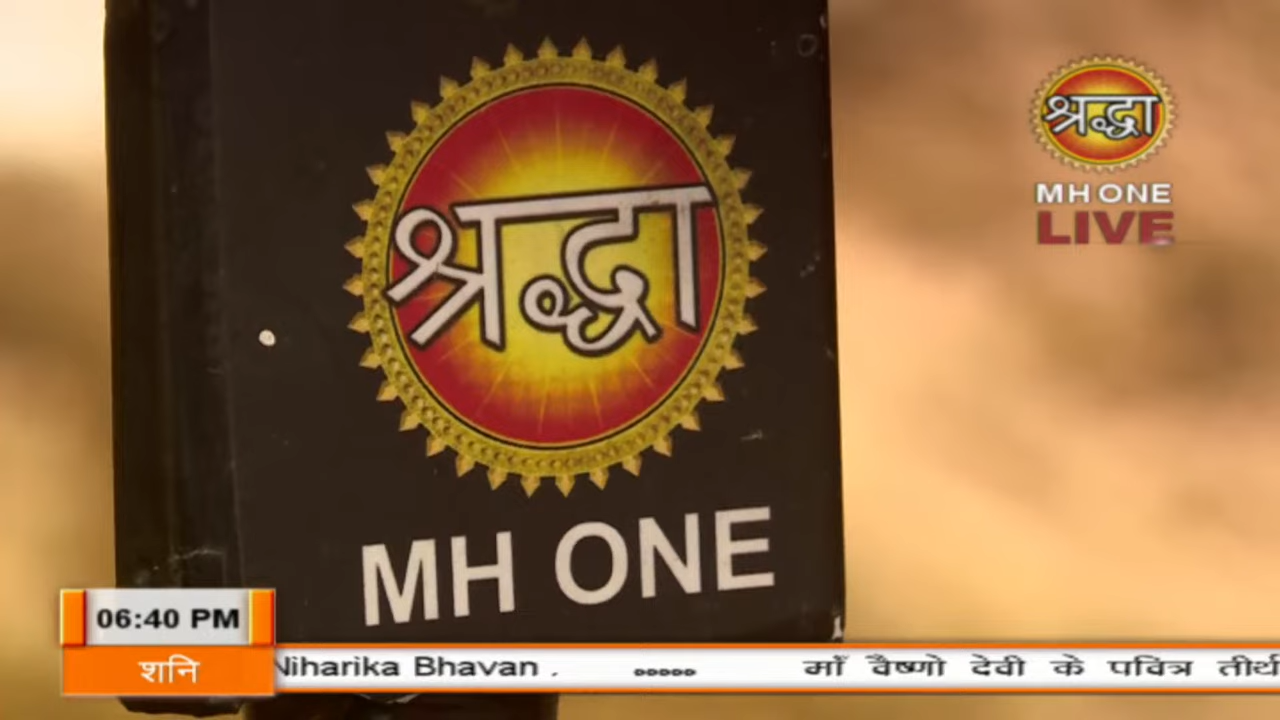 श्रद्धा
MH ONE
श्रद्धा
MH ONE
LIVE
06:40 PM
शनि
Niharika Bhavan . ॰॰॰॰॰ माँ वैष्णो देवी के पवित्र